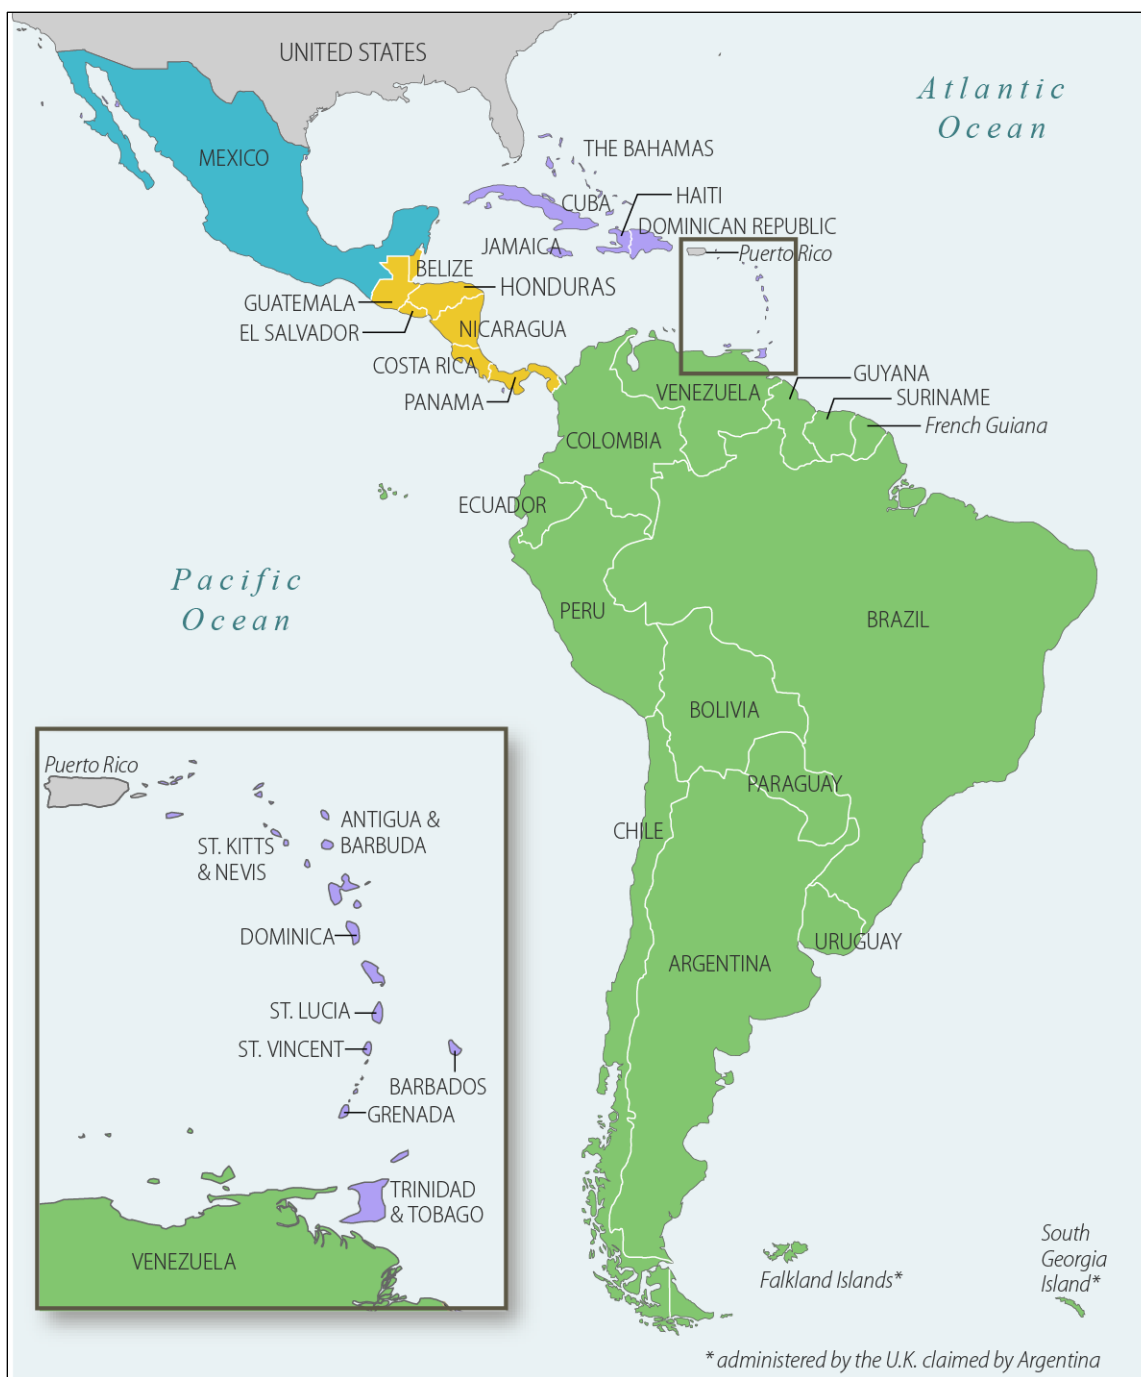 UNITED STATES
Atlantic
Ocean
MEXICO
THE BAHAMAS
CUBA
HAITI
DOMINICAN REPUBLIC
JAMAICA
Puerto Rico
BELIZE
HONDURAS
GUATEMALA
EL SALVADOR
NICARAGUA
COSTA RICA
PANAMA
VENEZUELA
GUYANA
SURINAME
French Guiana
COLOMBIA
ECUADOR
Pacific
Ocean
PERU
BRAZIL
BOLIVIA
PARAGUAY
CHILE
URUGUAY
ARGENTINA
Puerto Rico
ANTIGUA &
BARBUDA
ST. KITTS
& NEVIS
DOMINICA
ST. LUCIA
ST. VINCENT
BARBADOS
GRENADA
TRINIDAD
& TOBAGO
VENEZUELA
Falkland Islands*
South
Georgia
Island*
* administered by the U.K. claimed by Argentina